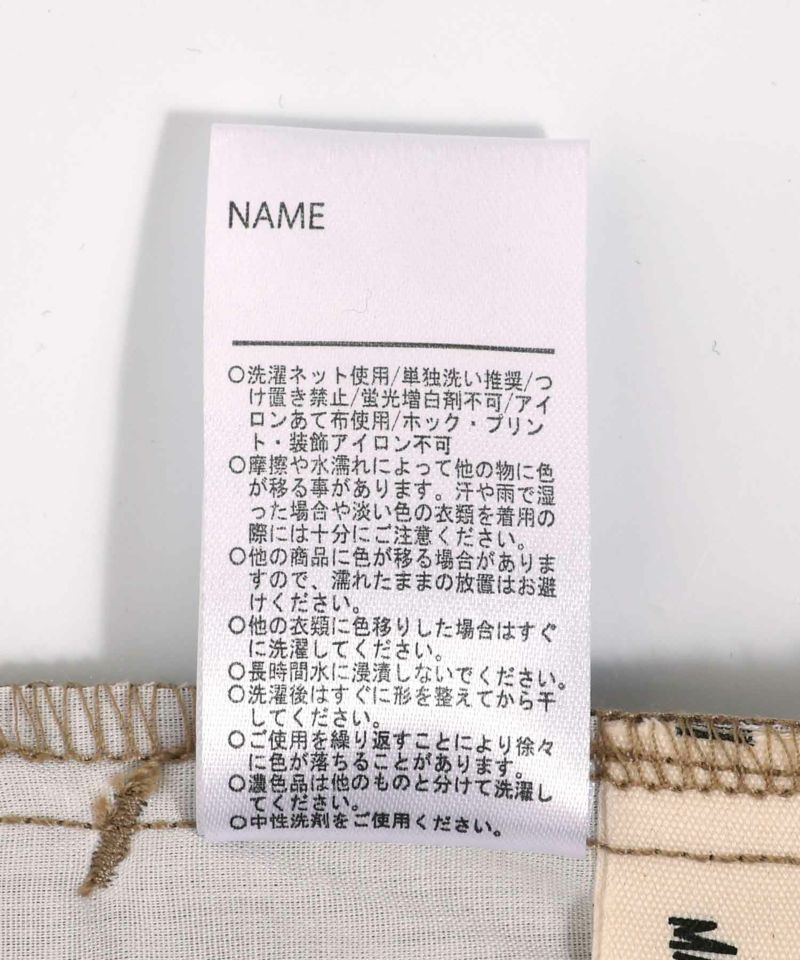 NAME
○洗濯ネット使用/単独洗い推奨/つ
け置き禁止/蛍光増白剤不可/アイ
ロンあて布使用/ホック・プリン
ト・装飾アイロン不可
○摩擦や水濡れによって他の物に色
が移る事があります。汗や雨で湿
った場合や淡い色の衣類を着用の
際には十分にご注意ください。
○他の商品に色が移る場合がありま
すので、濡れたままの放置はお避
けください。
○他の衣類に色移りした場合はすぐ
に洗濯してください。
○長時間水に浸漬しないでください。
○洗濯後はすぐに形を整えてから干
してください。
○ご使用を繰り返すことにより徐々
に色が落ちることがあります。
○濃色品は他のものと分けて洗濯し
てください。
○中性洗剤をご使用ください。